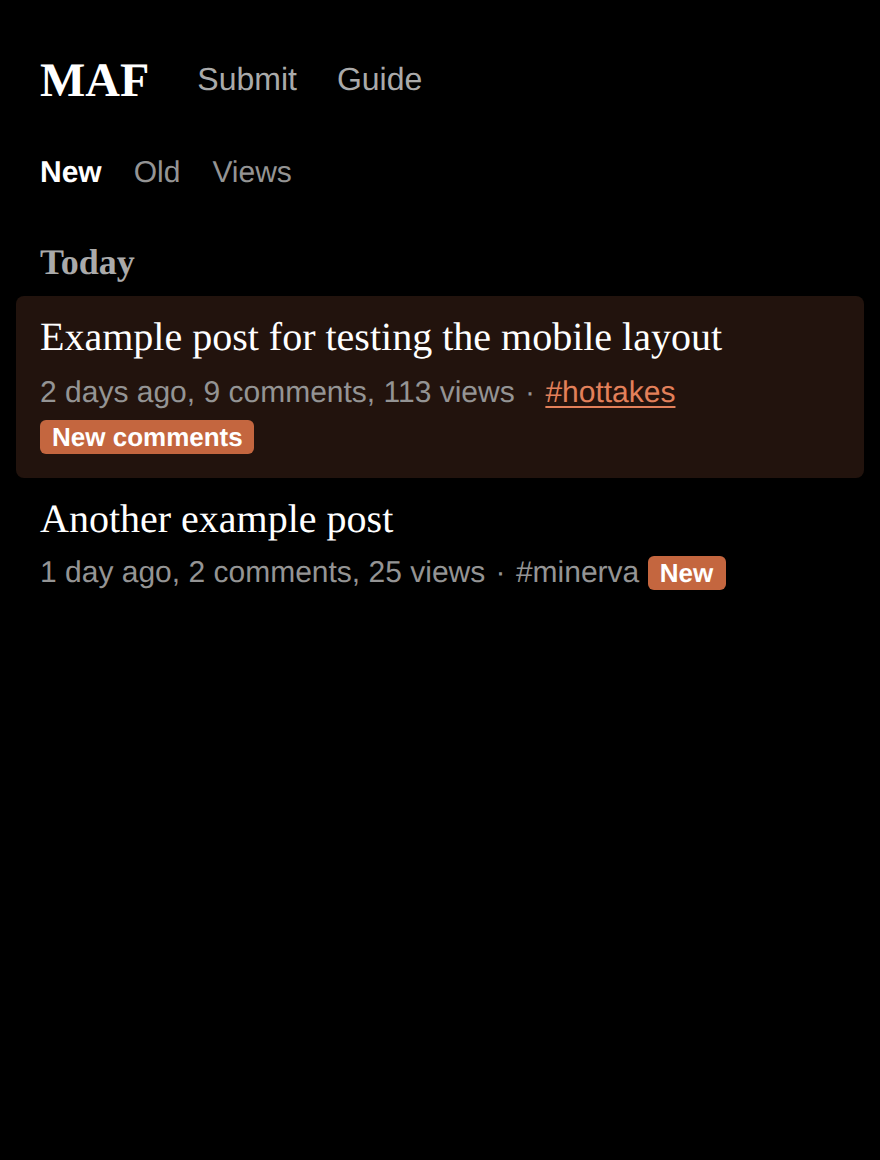 MAF Submit Guide
New Old Views
Today
Example post for testing the mobile layout
2 days ago, 9 comments, 113 views · #hottakes
New comments
Another example post
1 day ago, 2 comments, 25 views · #minerva New